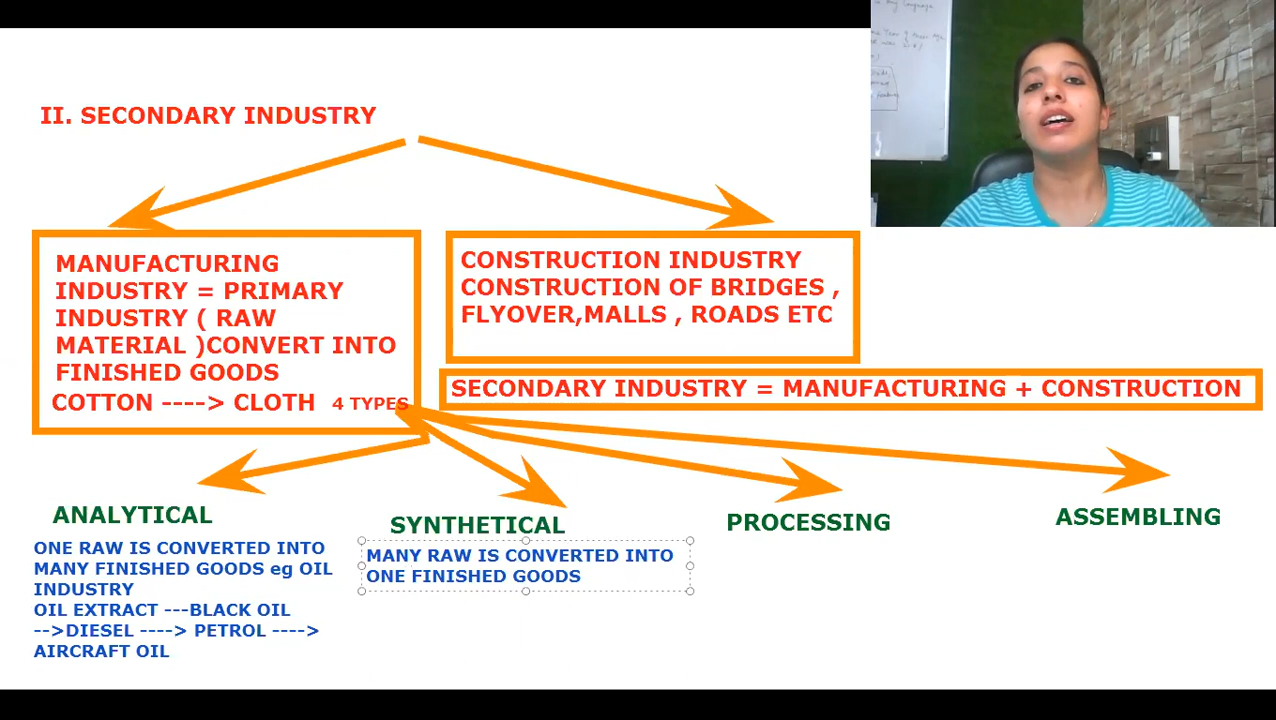 II. SECONDARY INDUSTRY
MANUFACTURING
INDUSTRY = PRIMARY
INDUSTRY ( RAW
MATERIAL )CONVERT INTO
FINISHED GOODS
COTTON ----> CLOTH 4 TYPES
CONSTRUCTION INDUSTRY
CONSTRUCTION OF BRIDGES ,
FLYOVER,MALLS , ROADS ETC
SECONDARY INDUSTRY = MANUFACTURING + CONSTRUCTION
ANALYTICAL
ONE RAW IS CONVERTED INTO
MANY FINISHED GOODS eg OIL
INDUSTRY
OIL EXTRACT ---BLACK OIL
-->DIESEL ----> PETROL ---->
AIRCRAFT OIL
SYNTHETICAL
MANY RAW IS CONVERTED INTO
ONE FINISHED GOODS
PROCESSING
ASSEMBLING